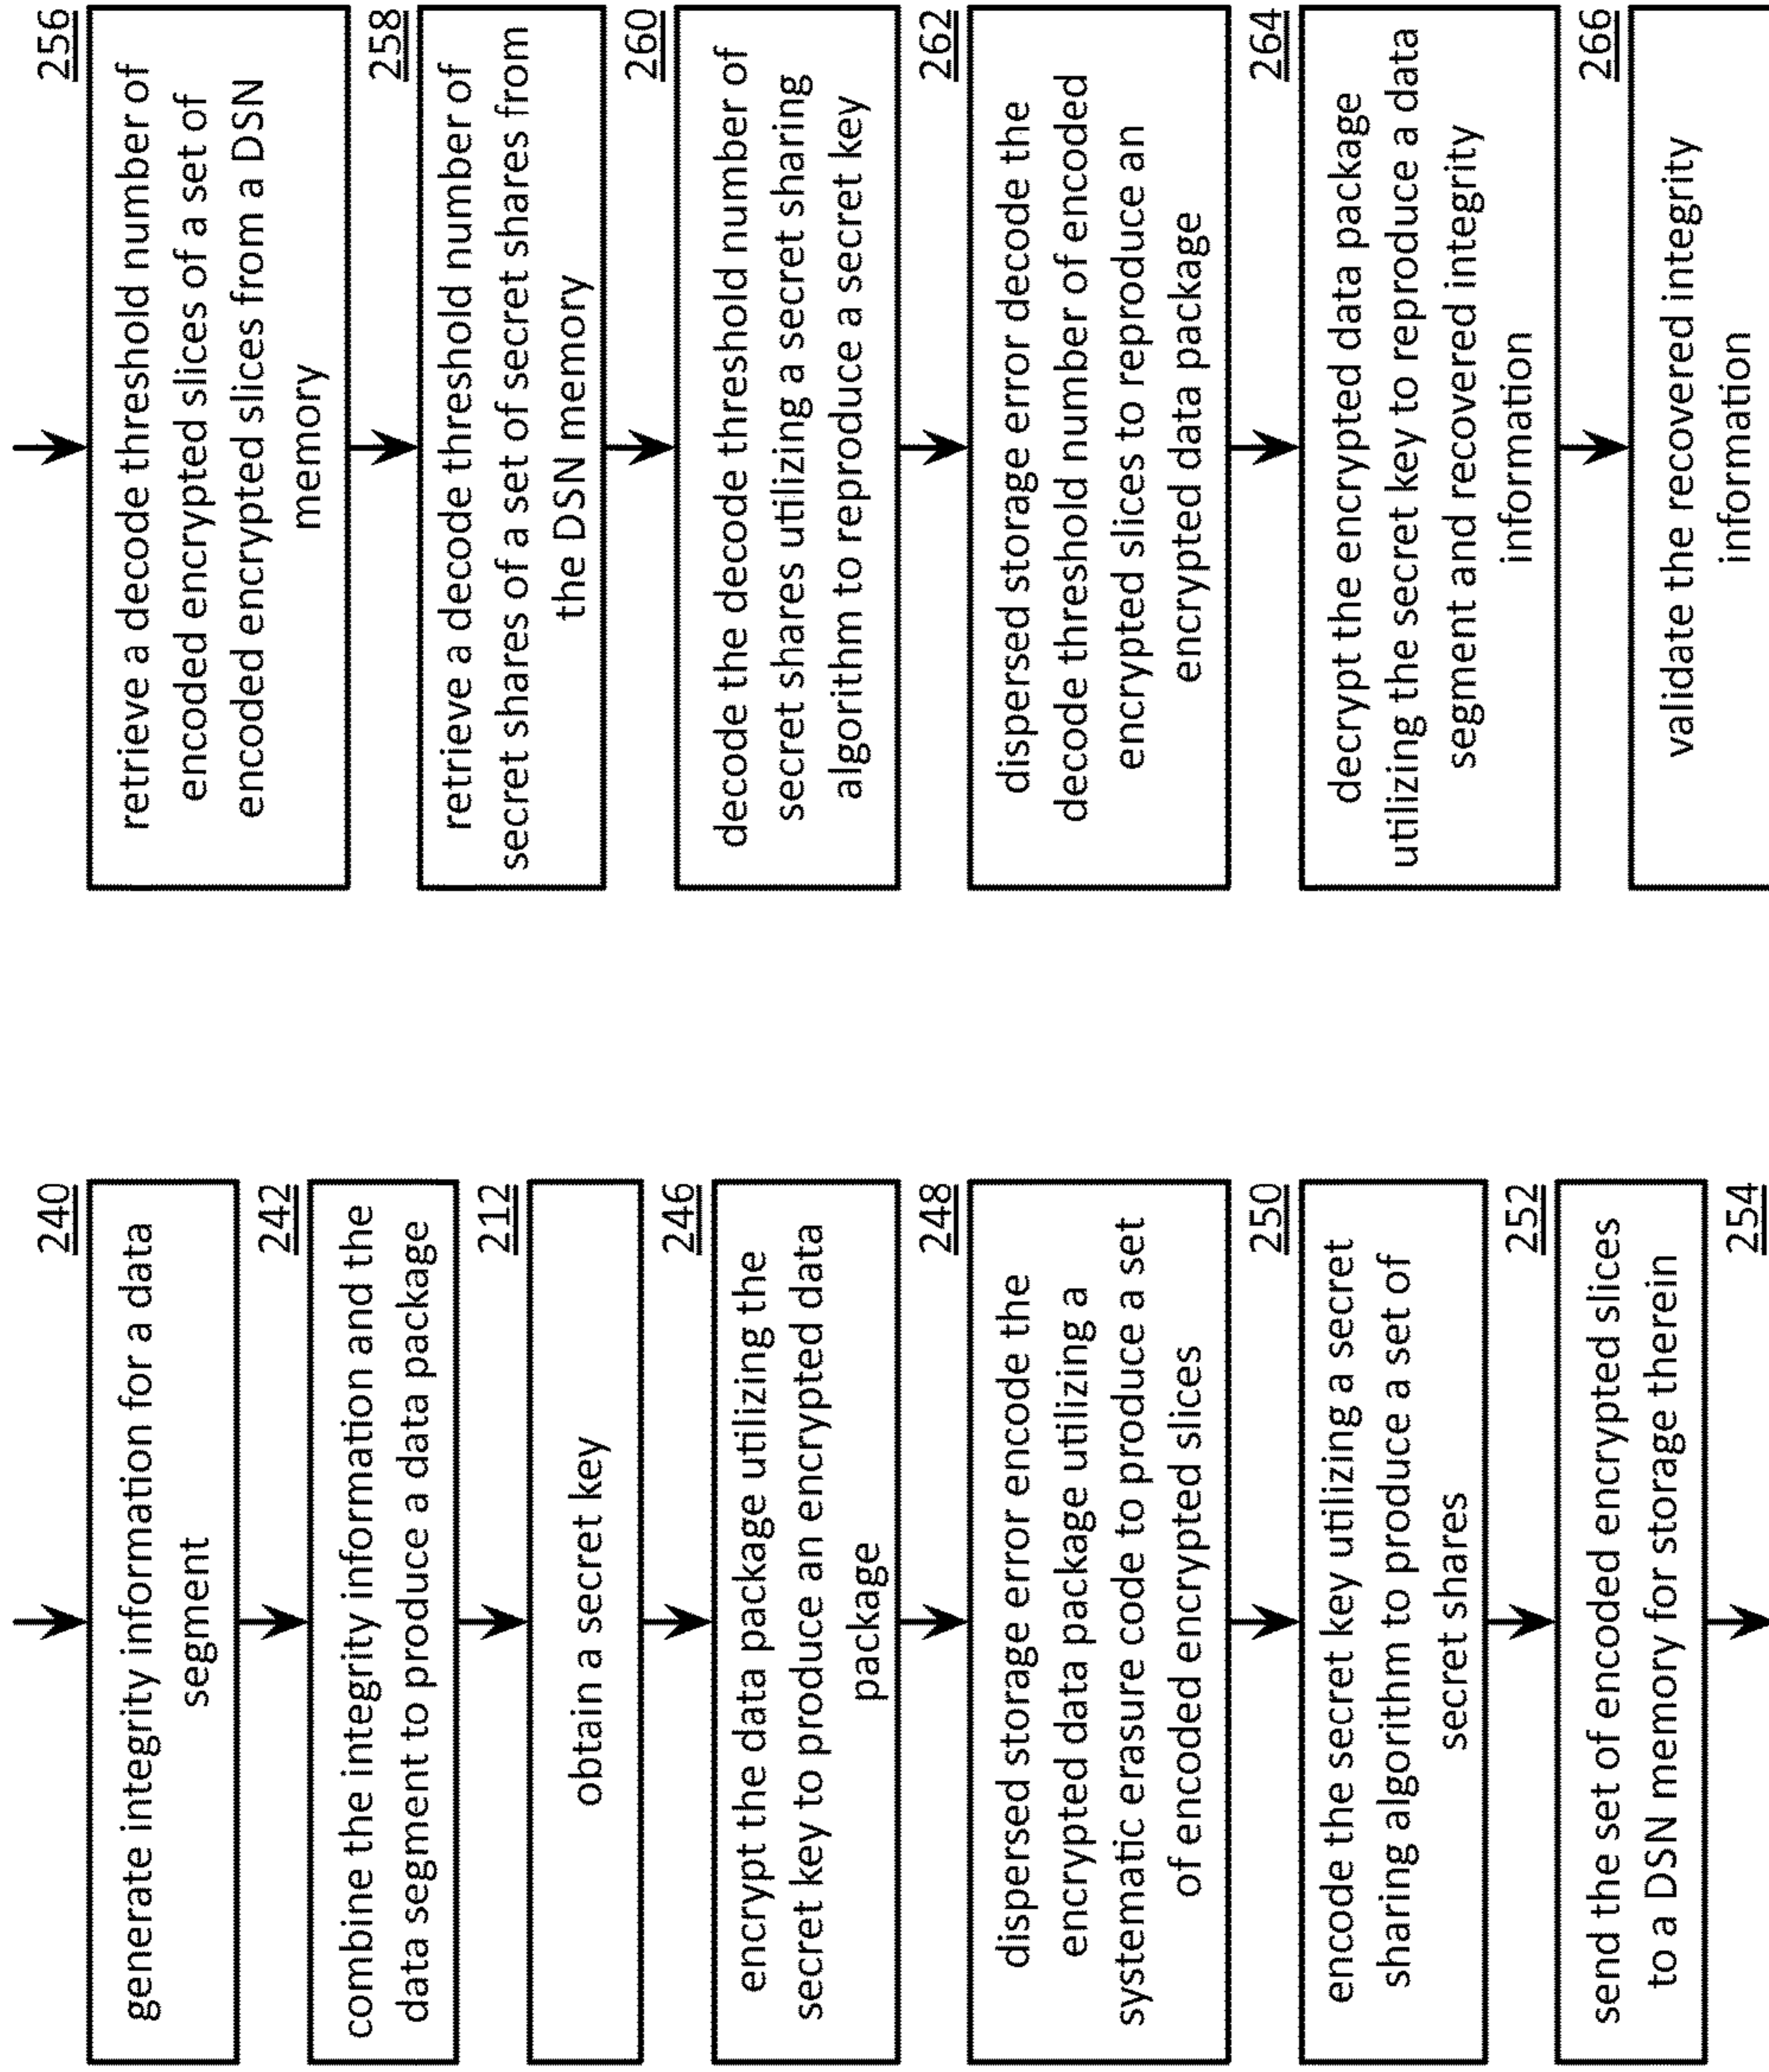 240
generate integrity information for a data
segment
242
combine the integrity information and the
data segment to produce a data package
212
obtain a secret key
246
encrypt the data package utilizing the
secret key to produce an encrypted data
package
248
dispersed storage error encode the
encrypted data package utilizing a
systematic erasure code to produce a set
of encoded encrypted slices
250
encode the secret key utilizing a secret
sharing algorithm to produce a set of
secret shares
252
send the set of encoded encrypted slices
to a DSN memory for storage therein
254
256
retrieve a decode threshold number of
encoded encrypted slices of a set of
encoded encrypted slices from a DSN
memory
258
retrieve a decode threshold number of
secret shares of a set of secret shares from
the DSN memory
260
decode the decode threshold number of
secret shares utilizing a secret sharing
algorithm to reproduce a secret key
262
dispersed storage error decode the
decode threshold number of encoded
encrypted slices to reproduce an
encrypted data package
264
decrypt the encrypted data package
utilizing the secret key to reproduce a data
segment and recovered integrity
information
266
validate the recovered integrity
information